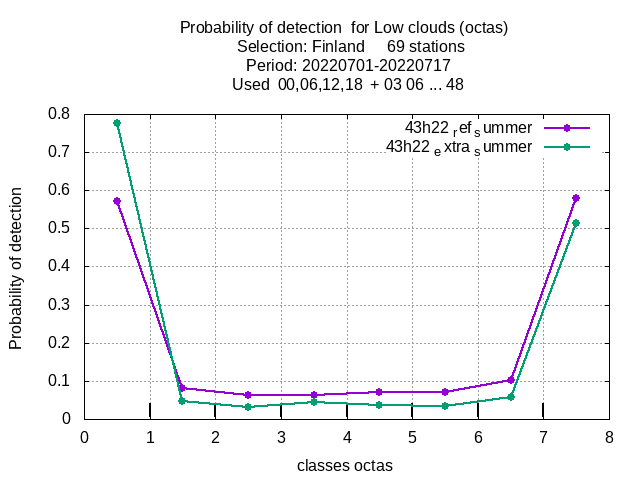 Probability of detection  for Low clouds (octas)
Selection: Finland     69 stations
Period: 20220701-20220717
Used  00,06,12,18  + 03 06 ... 48
43h22 ref summer
43h22 extra summer
0.8
0.7
0.6
0.5
0.4
0.3
0.2
0.1
0
Probability of detection
0 1 2 3 4 5 6 7 8
classes octas